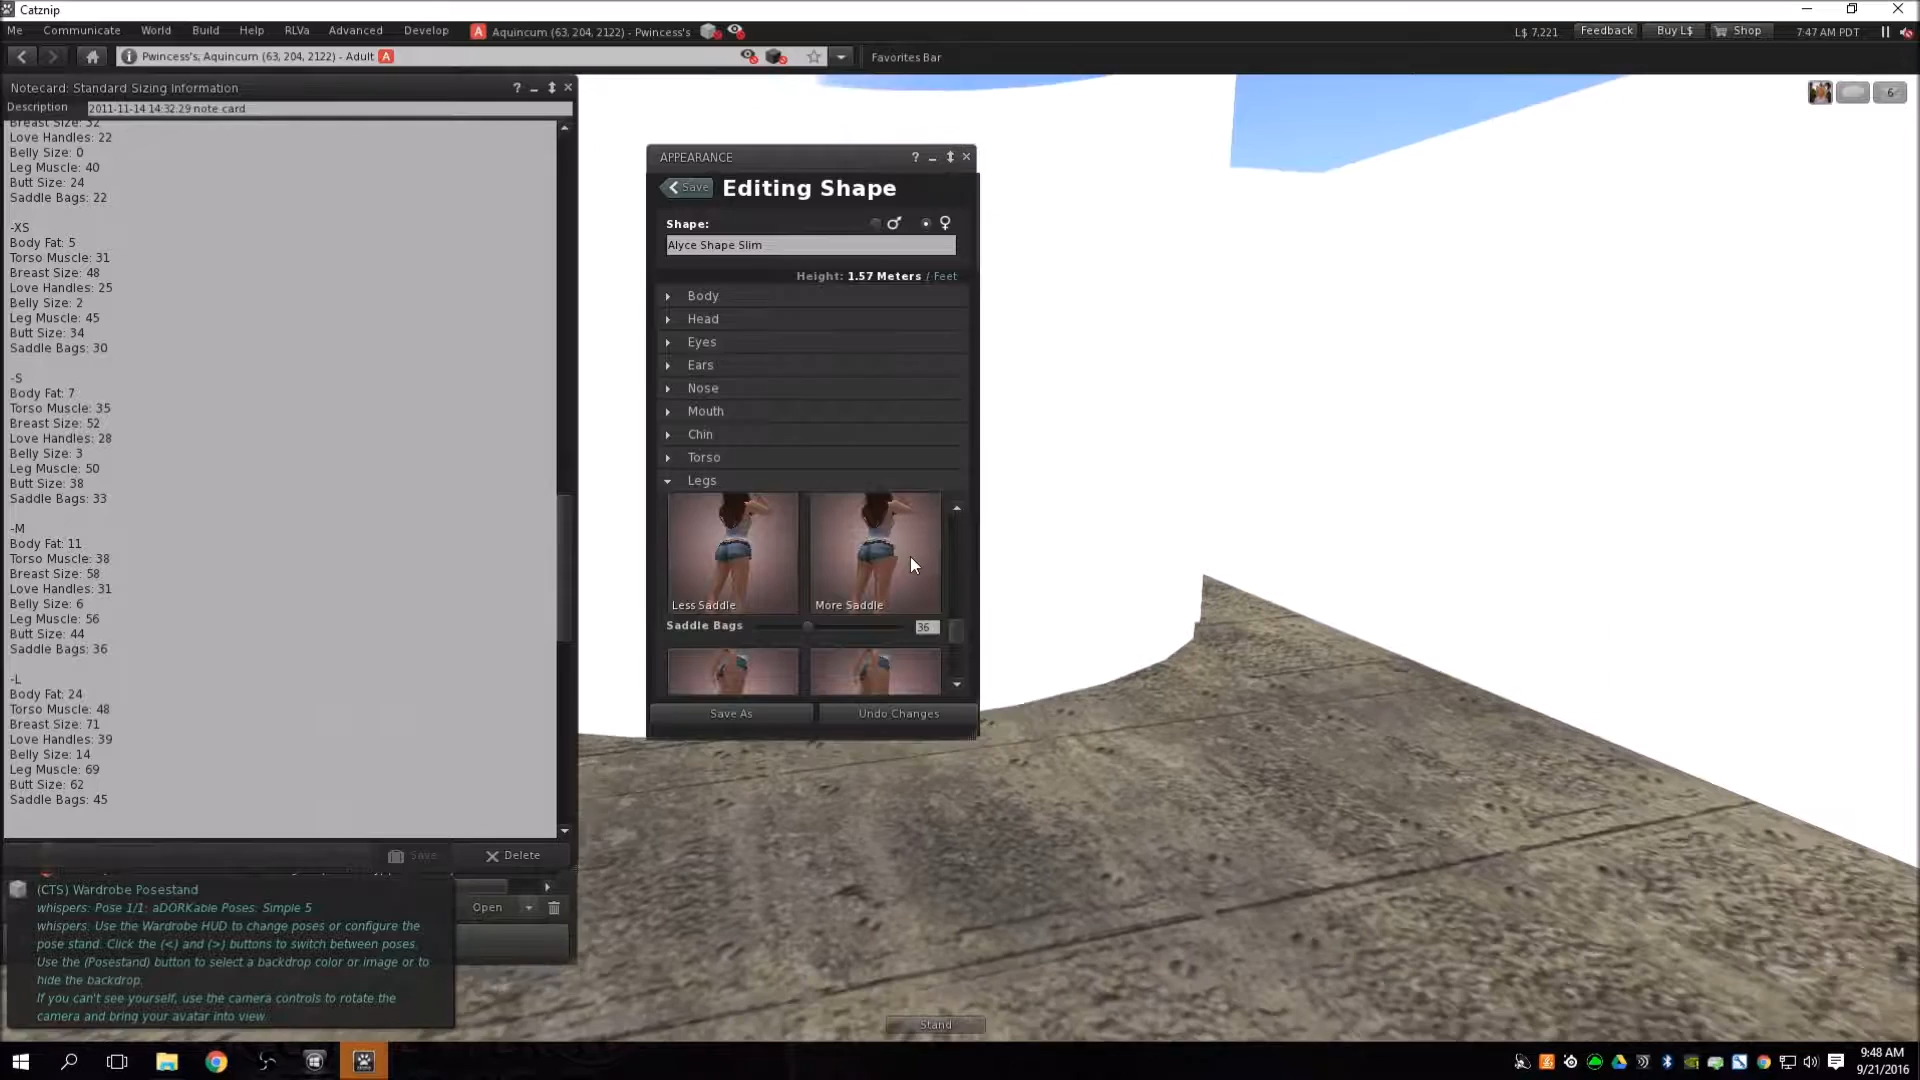 Catznip
Me Communicate World Build Help RLVa Advanced Develop A Aquincum (63, 204, 2122) - Pwincess's L$ 7,221 Feedback Buy L$ Shop 7:47 AM PDT
Pwincess's, Aquincum (63, 204, 2122) - Adult A Favorites Bar
Notecard: Standard Sizing Information
Description 2011-11-14 14:32:29 note card
6
Breast Size: 32
Love Handles: 22
Belly Size: 0
Leg Muscle: 40
Butt Size: 24
Saddle Bags: 22
-XS
Body Fat: 5
Torso Muscle: 31
Breast Size: 48
Love Handles: 25
Belly Size: 2
Leg Muscle: 45
Butt Size: 34
Saddle Bags: 30
-S
Body Fat: 7
Torso Muscle: 35
Breast Size: 52
Love Handles: 28
Belly Size: 3
Leg Muscle: 50
Butt Size: 38
Saddle Bags: 33
-M
Body Fat: 11
Torso Muscle: 38
Breast Size: 58
Love Handles: 31
Belly Size: 6
Leg Muscle: 56
Butt Size: 44
Saddle Bags: 36
-L
Body Fat: 24
Torso Muscle: 48
Breast Size: 71
Love Handles: 39
Belly Size: 14
Leg Muscle: 69
Butt Size: 62
Saddle Bags: 45
Save Delete
APPEARANCE
Save Editing Shape
Shape:
Alyce Shape Slim
Height: 1.57 Meters / Feet
Body
Head
Eyes
Ears
Nose
Mouth
Chin
Torso
Legs
Less Saddle More Saddle
Saddle Bags 36
Save As Undo Changes
(CTS) Wardrobe Posestand
whispers: Pose 1/1: aDORKable Poses: Simple 5
whispers: Use the Wardrobe HUD to change poses or configure the
pose stand. Click the (<) and (>) buttons to switch between poses.
Use the (Posestand) button to select a backdrop color or image or to
hide the backdrop.
If you can't see yourself, use the camera controls to rotate the
camera and bring your avatar into view.
Open
Stand
9:48 AM
9/21/2016